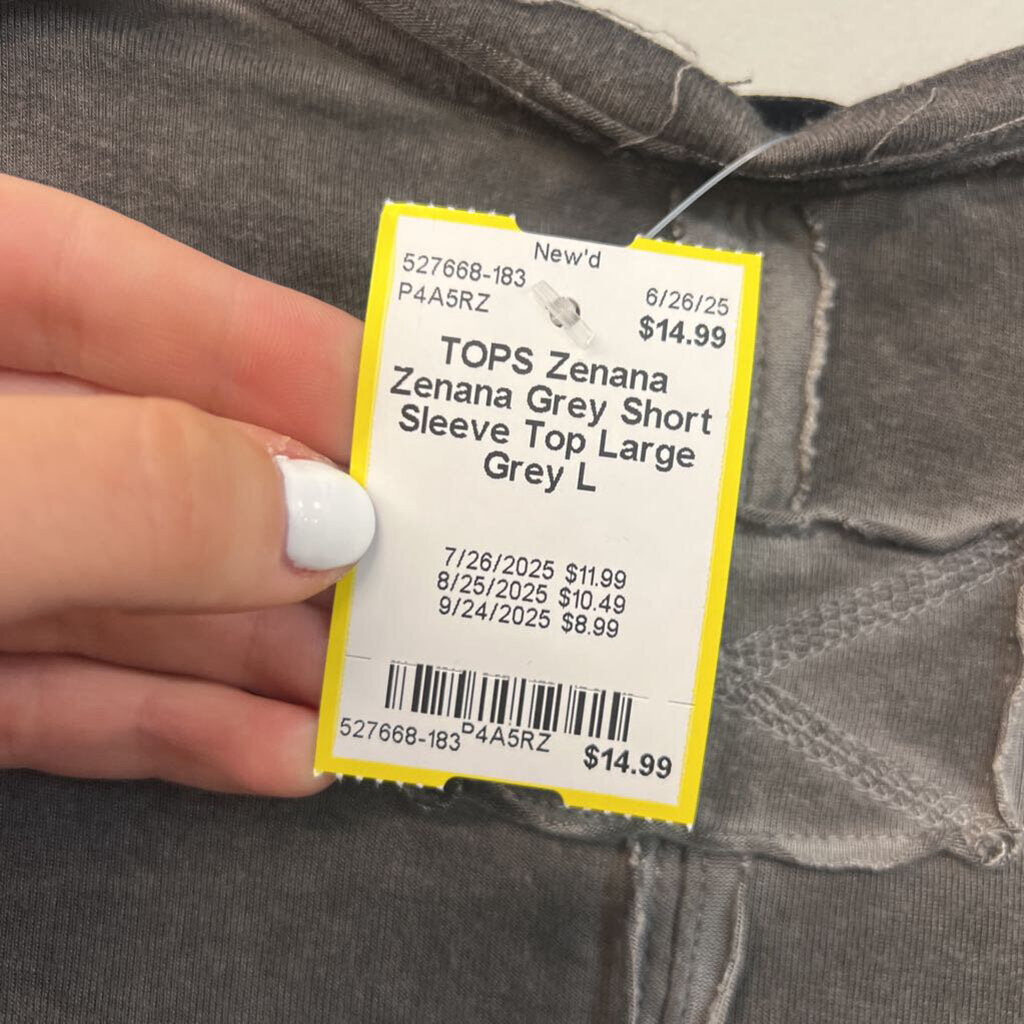 New'd
527668-183
P4A5RZ
6/26/25
$14.99
TOPS Zenana
Zenana Grey Short
Sleeve Top Large
Grey L
7/26/2025 $11.99
8/25/2025 $10.49
9/24/2025 $8.99
527668-183 P4A5RZ $14.99